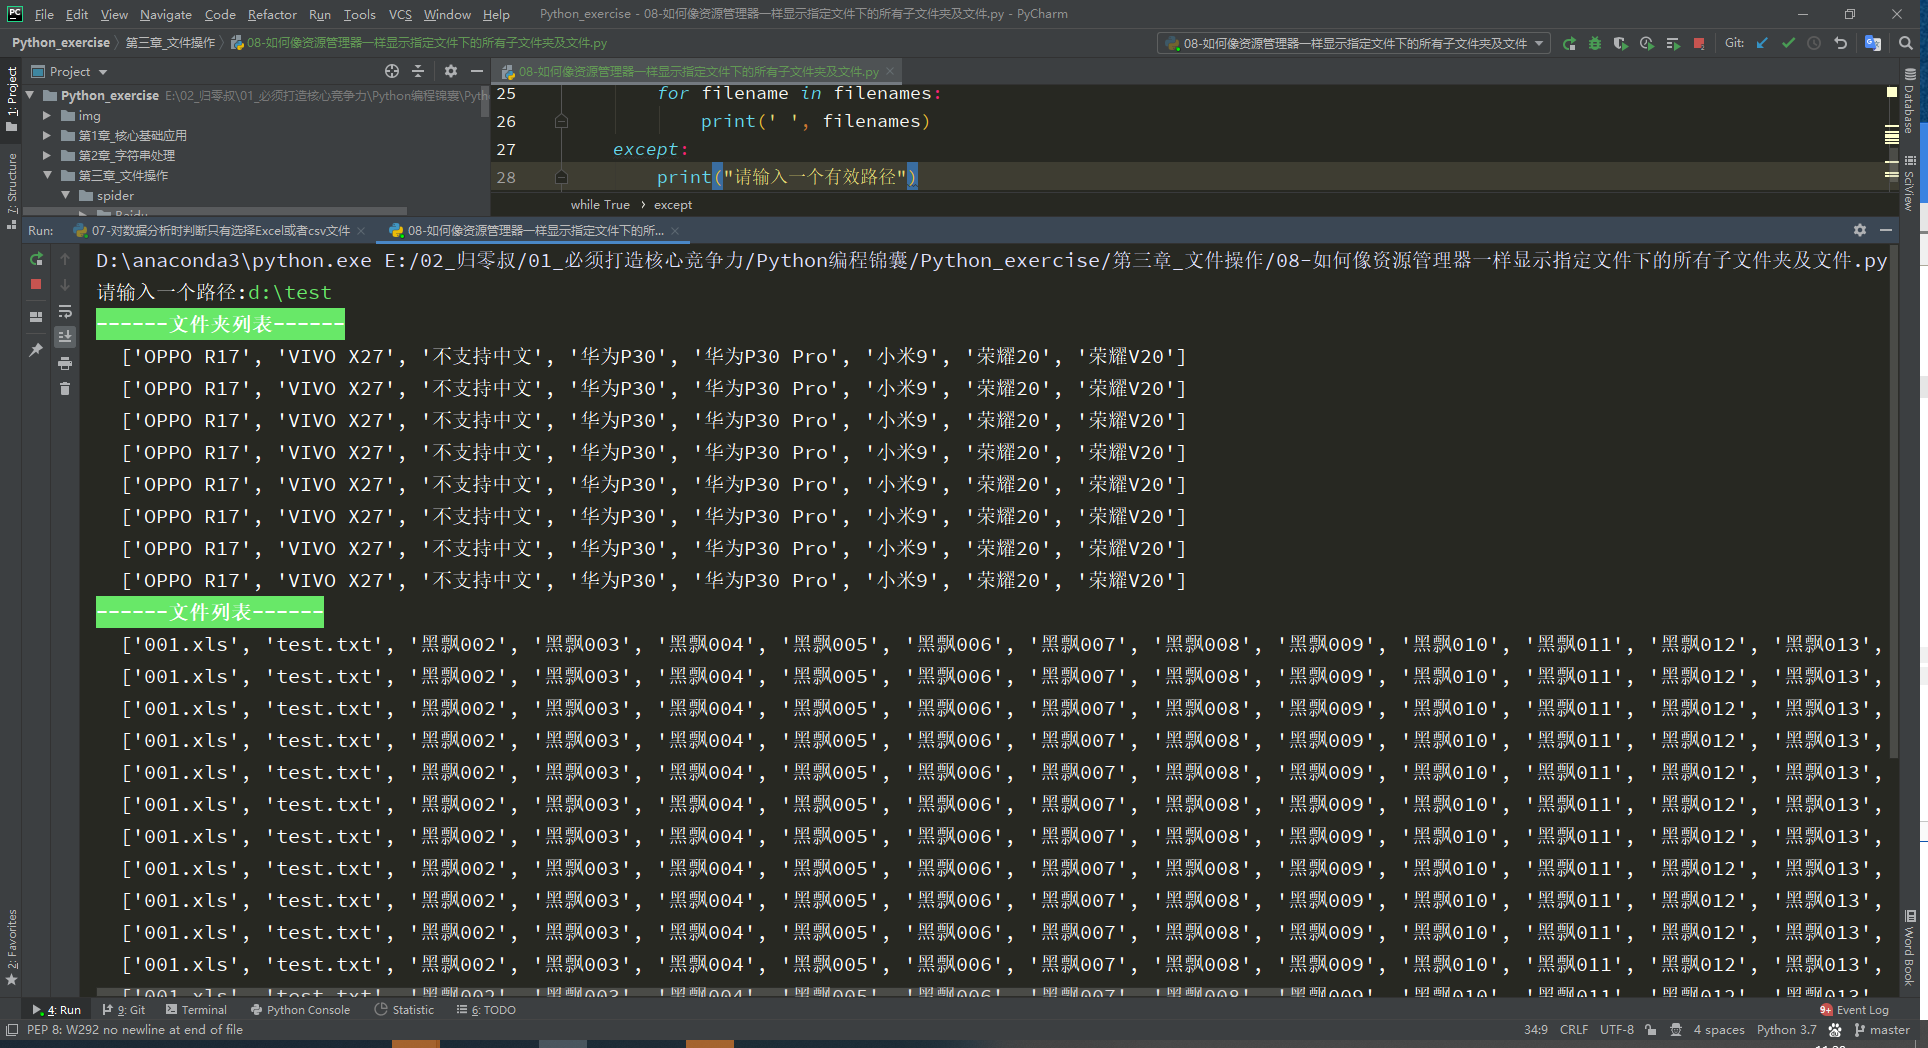 File Edit View Navigate Code Refactor Run Tools VCS Window Help Python_exercise - 08-如何像资源管理器一样显示指定文件下的所有子文件夹及文件.py - PyCharm
Python_exercise 第三章_文件操作 08-如何像资源管理器一样显示指定文件下的所有子文件夹及文件.py 08-如何像资源管理器一样显示指定文件下的所有子文件夹及文件 Git:
Project 08-如何像资源管理器一样显示指定文件下的所有子文件夹及文件.py
1: Project
7: Structure
2: Favorites
Python_exercise E:\02_归零叔\01_必须打造核心竞争力\Python编程锦囊\Pyth
img
第1章_核心基础应用
第2章_字符串处理
第三章_文件操作
spider
Baidu
25 for filename in filenames:
26 print(' ', filenames)
27 except:
28 print("请输入一个有效路径")
while True › except
Database
SciView
Word Book
Run: 07-对数据分析时判断只有选择Excel或者csv文件 08-如何像资源管理器一样显示指定文件下的所...
D:\anaconda3\python.exe E:/02_归零叔/01_必须打造核心竞争力/Python编程锦囊/Python_exercise/第三章_文件操作/08-如何像资源管理器一样显示指定文件下的所有子文件夹及文件.py
请输入一个路径:d:\test
------文件夹列表------
['OPPO R17', 'VIVO X27', '不支持中文', '华为P30', '华为P30 Pro', '小米9', '荣耀20', '荣耀V20']
['OPPO R17', 'VIVO X27', '不支持中文', '华为P30', '华为P30 Pro', '小米9', '荣耀20', '荣耀V20']
['OPPO R17', 'VIVO X27', '不支持中文', '华为P30', '华为P30 Pro', '小米9', '荣耀20', '荣耀V20']
['OPPO R17', 'VIVO X27', '不支持中文', '华为P30', '华为P30 Pro', '小米9', '荣耀20', '荣耀V20']
['OPPO R17', 'VIVO X27', '不支持中文', '华为P30', '华为P30 Pro', '小米9', '荣耀20', '荣耀V20']
['OPPO R17', 'VIVO X27', '不支持中文', '华为P30', '华为P30 Pro', '小米9', '荣耀20', '荣耀V20']
['OPPO R17', 'VIVO X27', '不支持中文', '华为P30', '华为P30 Pro', '小米9', '荣耀20', '荣耀V20']
['OPPO R17', 'VIVO X27', '不支持中文', '华为P30', '华为P30 Pro', '小米9', '荣耀20', '荣耀V20']
------文件列表------
['001.xls', 'test.txt', '黑飘002', '黑飘003', '黑飘004', '黑飘005', '黑飘006', '黑飘007', '黑飘008', '黑飘009', '黑飘010', '黑飘011', '黑飘012', '黑飘013',
['001.xls', 'test.txt', '黑飘002', '黑飘003', '黑飘004', '黑飘005', '黑飘006', '黑飘007', '黑飘008', '黑飘009', '黑飘010', '黑飘011', '黑飘012', '黑飘013',
['001.xls', 'test.txt', '黑飘002', '黑飘003', '黑飘004', '黑飘005', '黑飘006', '黑飘007', '黑飘008', '黑飘009', '黑飘010', '黑飘011', '黑飘012', '黑飘013',
['001.xls', 'test.txt', '黑飘002', '黑飘003', '黑飘004', '黑飘005', '黑飘006', '黑飘007', '黑飘008', '黑飘009', '黑飘010', '黑飘011', '黑飘012', '黑飘013',
['001.xls', 'test.txt', '黑飘002', '黑飘003', '黑飘004', '黑飘005', '黑飘006', '黑飘007', '黑飘008', '黑飘009', '黑飘010', '黑飘011', '黑飘012', '黑飘013',
['001.xls', 'test.txt', '黑飘002', '黑飘003', '黑飘004', '黑飘005', '黑飘006', '黑飘007', '黑飘008', '黑飘009', '黑飘010', '黑飘011', '黑飘012', '黑飘013',
['001.xls', 'test.txt', '黑飘002', '黑飘003', '黑飘004', '黑飘005', '黑飘006', '黑飘007', '黑飘008', '黑飘009', '黑飘010', '黑飘011', '黑飘012', '黑飘013',
['001.xls', 'test.txt', '黑飘002', '黑飘003', '黑飘004', '黑飘005', '黑飘006', '黑飘007', '黑飘008', '黑飘009', '黑飘010', '黑飘011', '黑飘012', '黑飘013',
['001.xls', 'test.txt', '黑飘002', '黑飘003', '黑飘004', '黑飘005', '黑飘006', '黑飘007', '黑飘008', '黑飘009', '黑飘010', '黑飘011', '黑飘012', '黑飘013',
['001.xls', 'test.txt', '黑飘002', '黑飘003', '黑飘004', '黑飘005', '黑飘006', '黑飘007', '黑飘008', '黑飘009', '黑飘010', '黑飘011', '黑飘012', '黑飘013',
['001.xls', 'test.txt', '黑飘002', '黑飘003', '黑飘004', '黑飘005', '黑飘006', '黑飘007', '黑飘008', '黑飘009', '黑飘010', '黑飘011', '黑飘012', '黑飘013',
4: Run 9: Git Terminal Python Console Statistic 6: TODO 9+ Event Log
PEP 8: W292 no newline at end of file 34:9 CRLF UTF-8 4 spaces Python 3.7 master